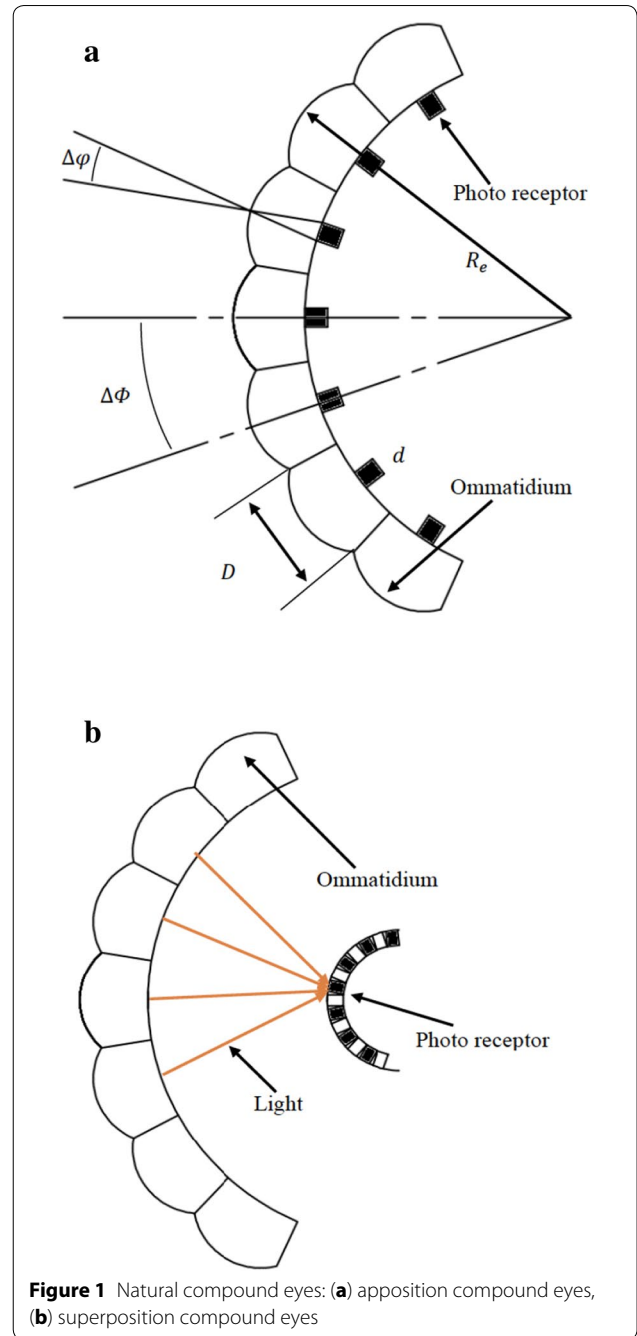 a
Δφ
Photo receptor
R_e
ΔΦ
d
Ommatidium
D
b
Ommatidium
Photo receptor
Light
Figure 1 Natural compound eyes: (a) apposition compound eyes,
(b) superposition compound eyes